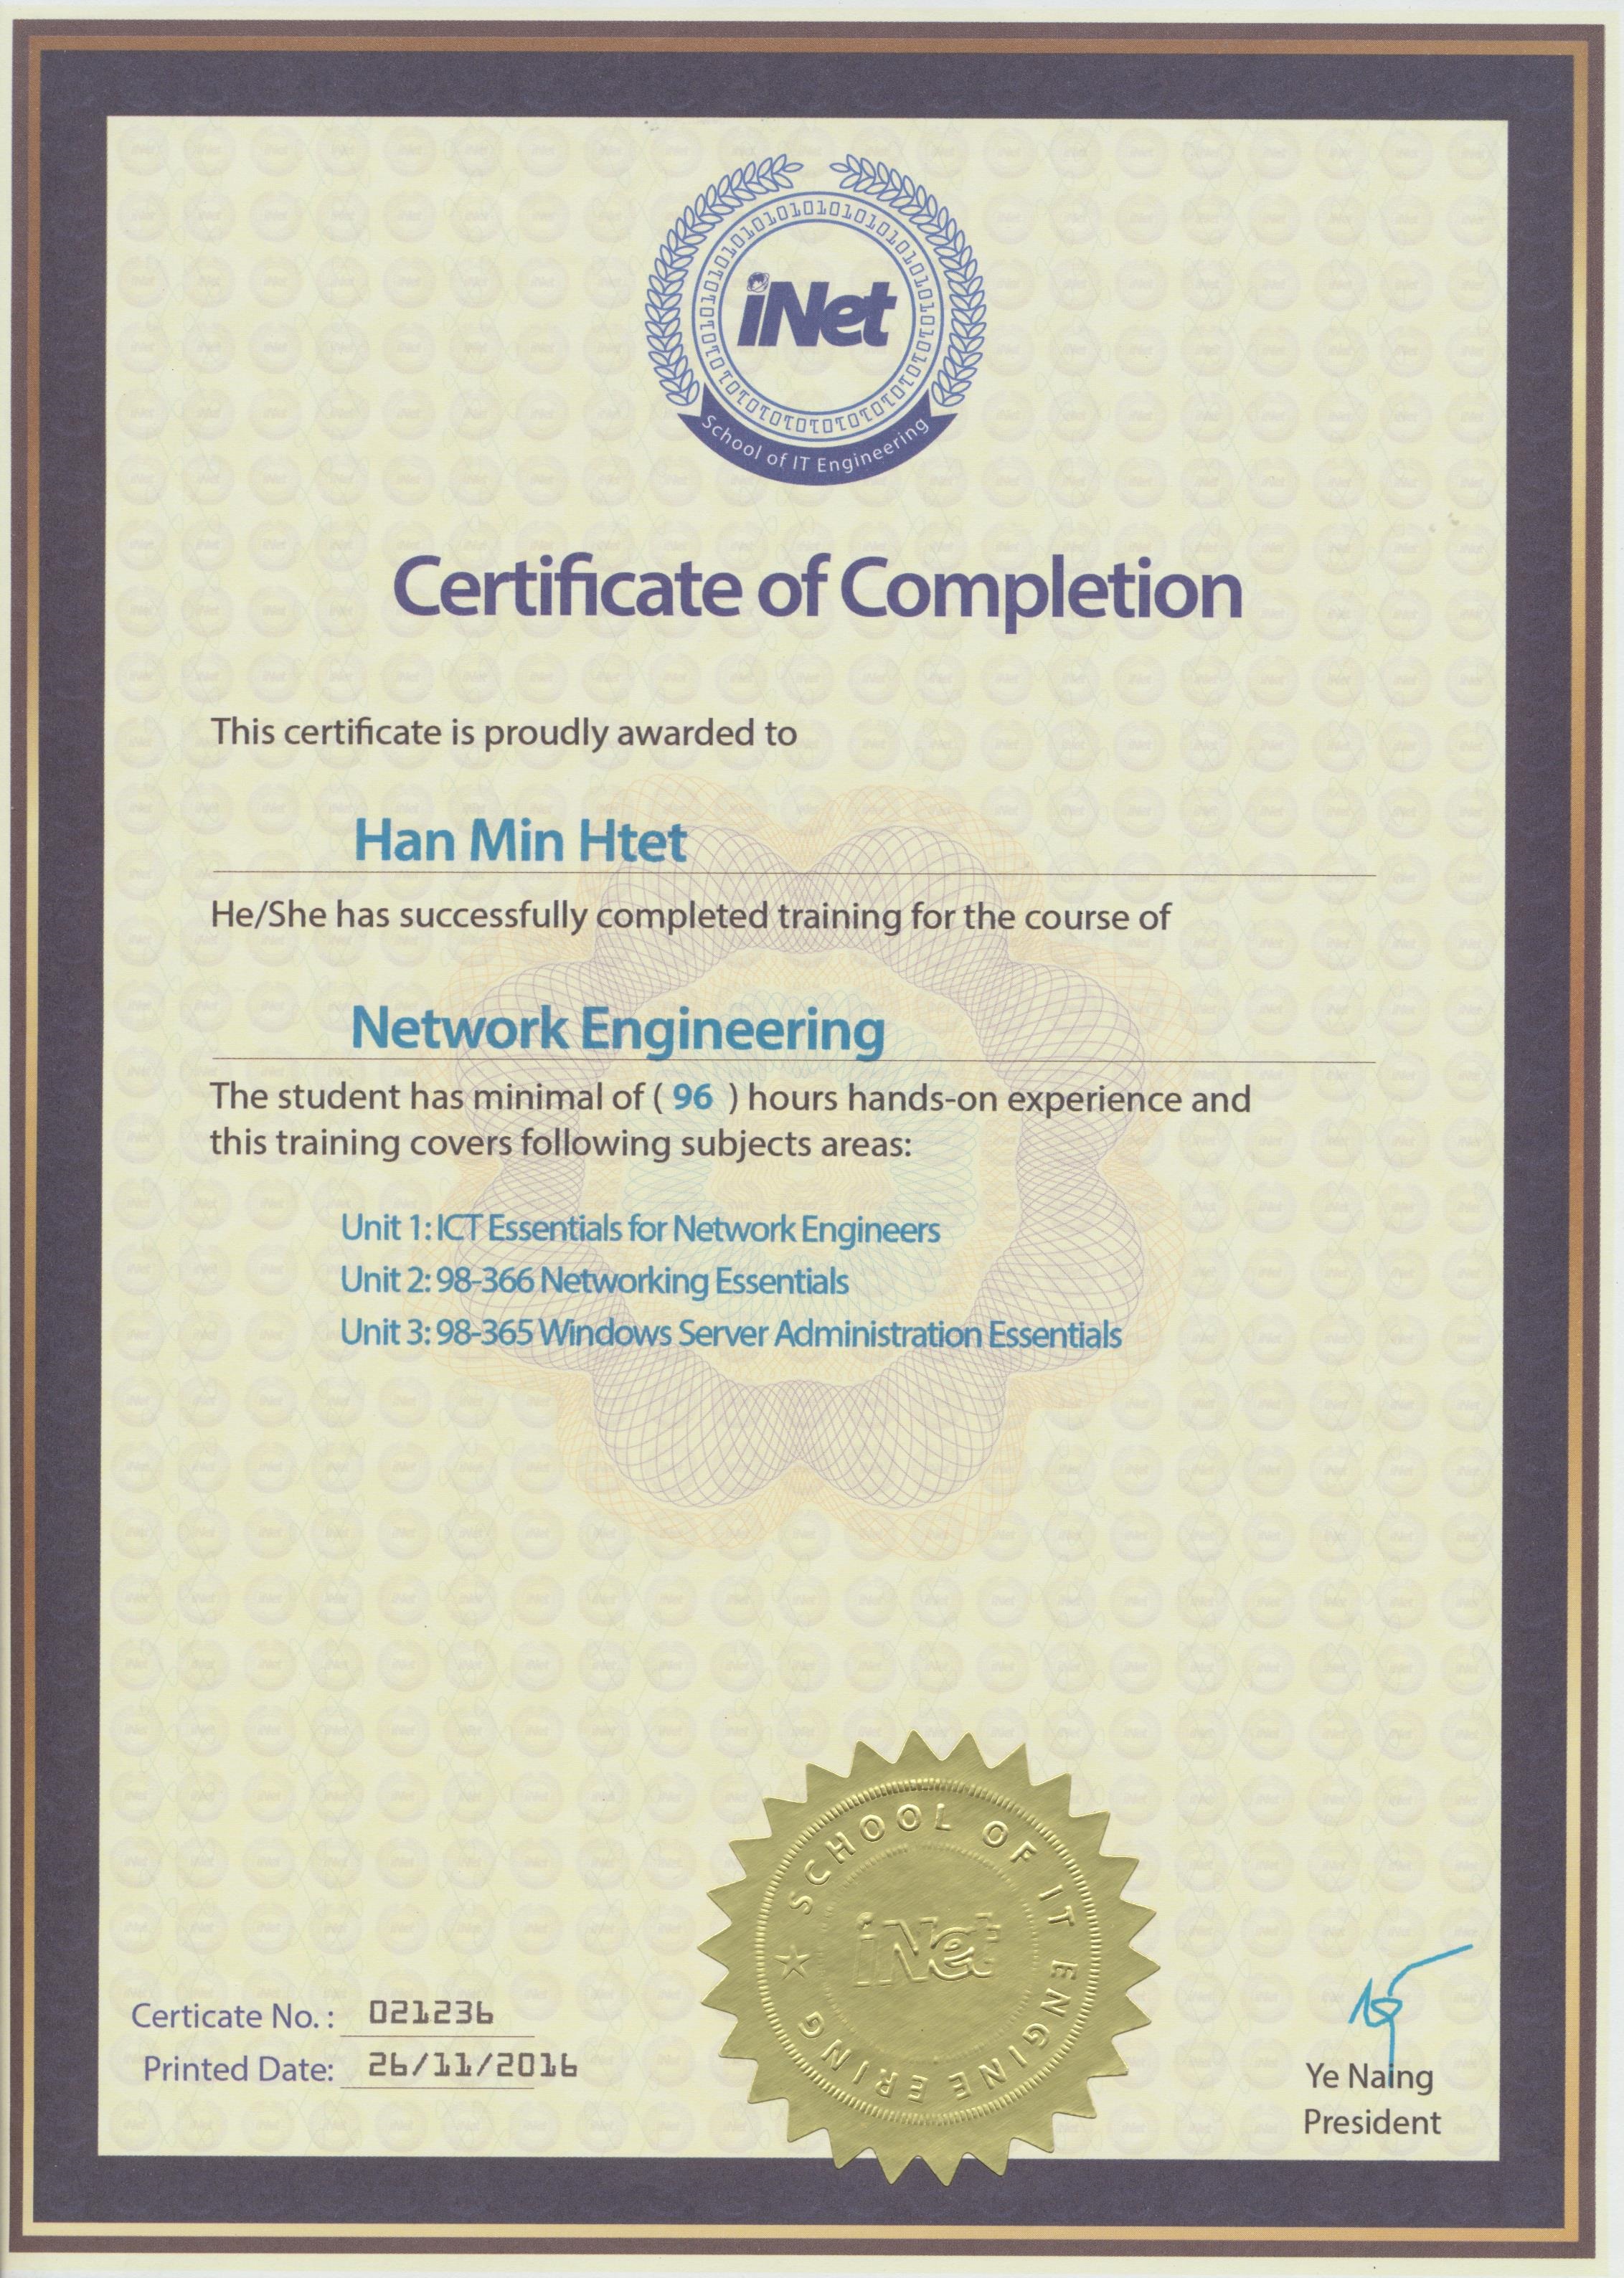 1010101010101010101010101010101010101010101010101010
iNet
School of IT Engineering
Certificate of Completion
This certificate is proudly awarded to
Han Min Htet
He/She has successfully completed training for the course of
Network Engineering
The student has minimal of ( 96 ) hours hands-on experience and
this training covers following subjects areas:
Unit 1: ICT Essentials for Network Engineers
Unit 2: 98-366 Networking Essentials
Unit 3: 98-365 Windows Server Administration Essentials
SCHOOL OF IT ENGINEERING
iNet
Certicate No. : 021236
Printed Date: 26/11/2016
Ye Naing
President